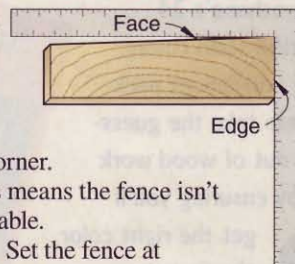 Face
Edge
orner.
s means the fence isn't
able.
Set the fence at